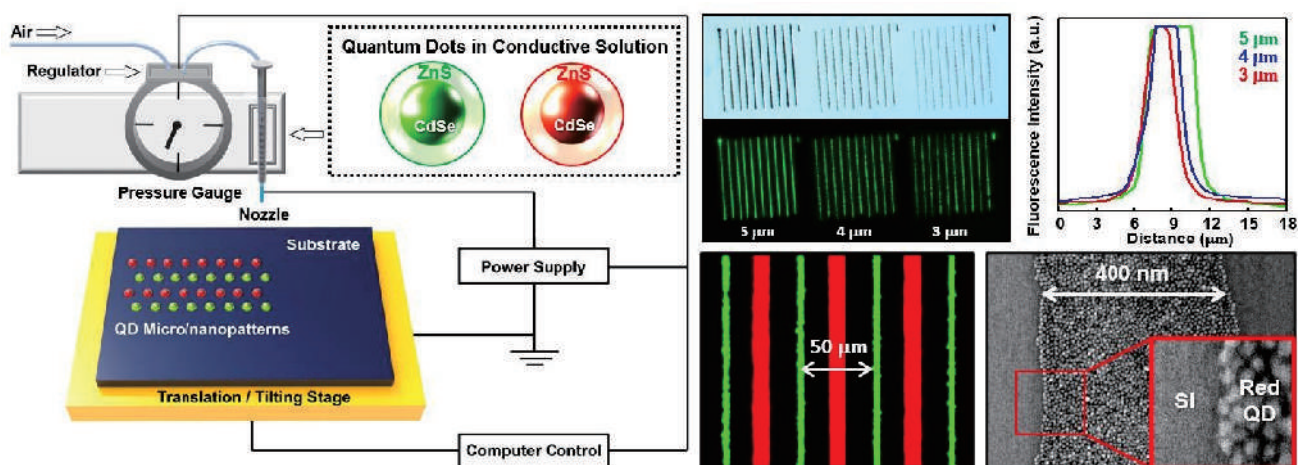 Air
Regulator
Pressure Gauge
Nozzle
Quantum Dots in Conductive Solution
ZnS
CdSe
ZnS
CdSe
Substrate
QD Micro/nanopatterns
Translation / Tilting Stage
Power Supply
Computer Control
5 μm
4 μm
3 μm
Fluorescence Intensity (a.u.)
5 μm
4 μm
3 μm
0 3 6 9 12 15 18
Distance (μm)
50 μm
400 nm
SI
Red
QD